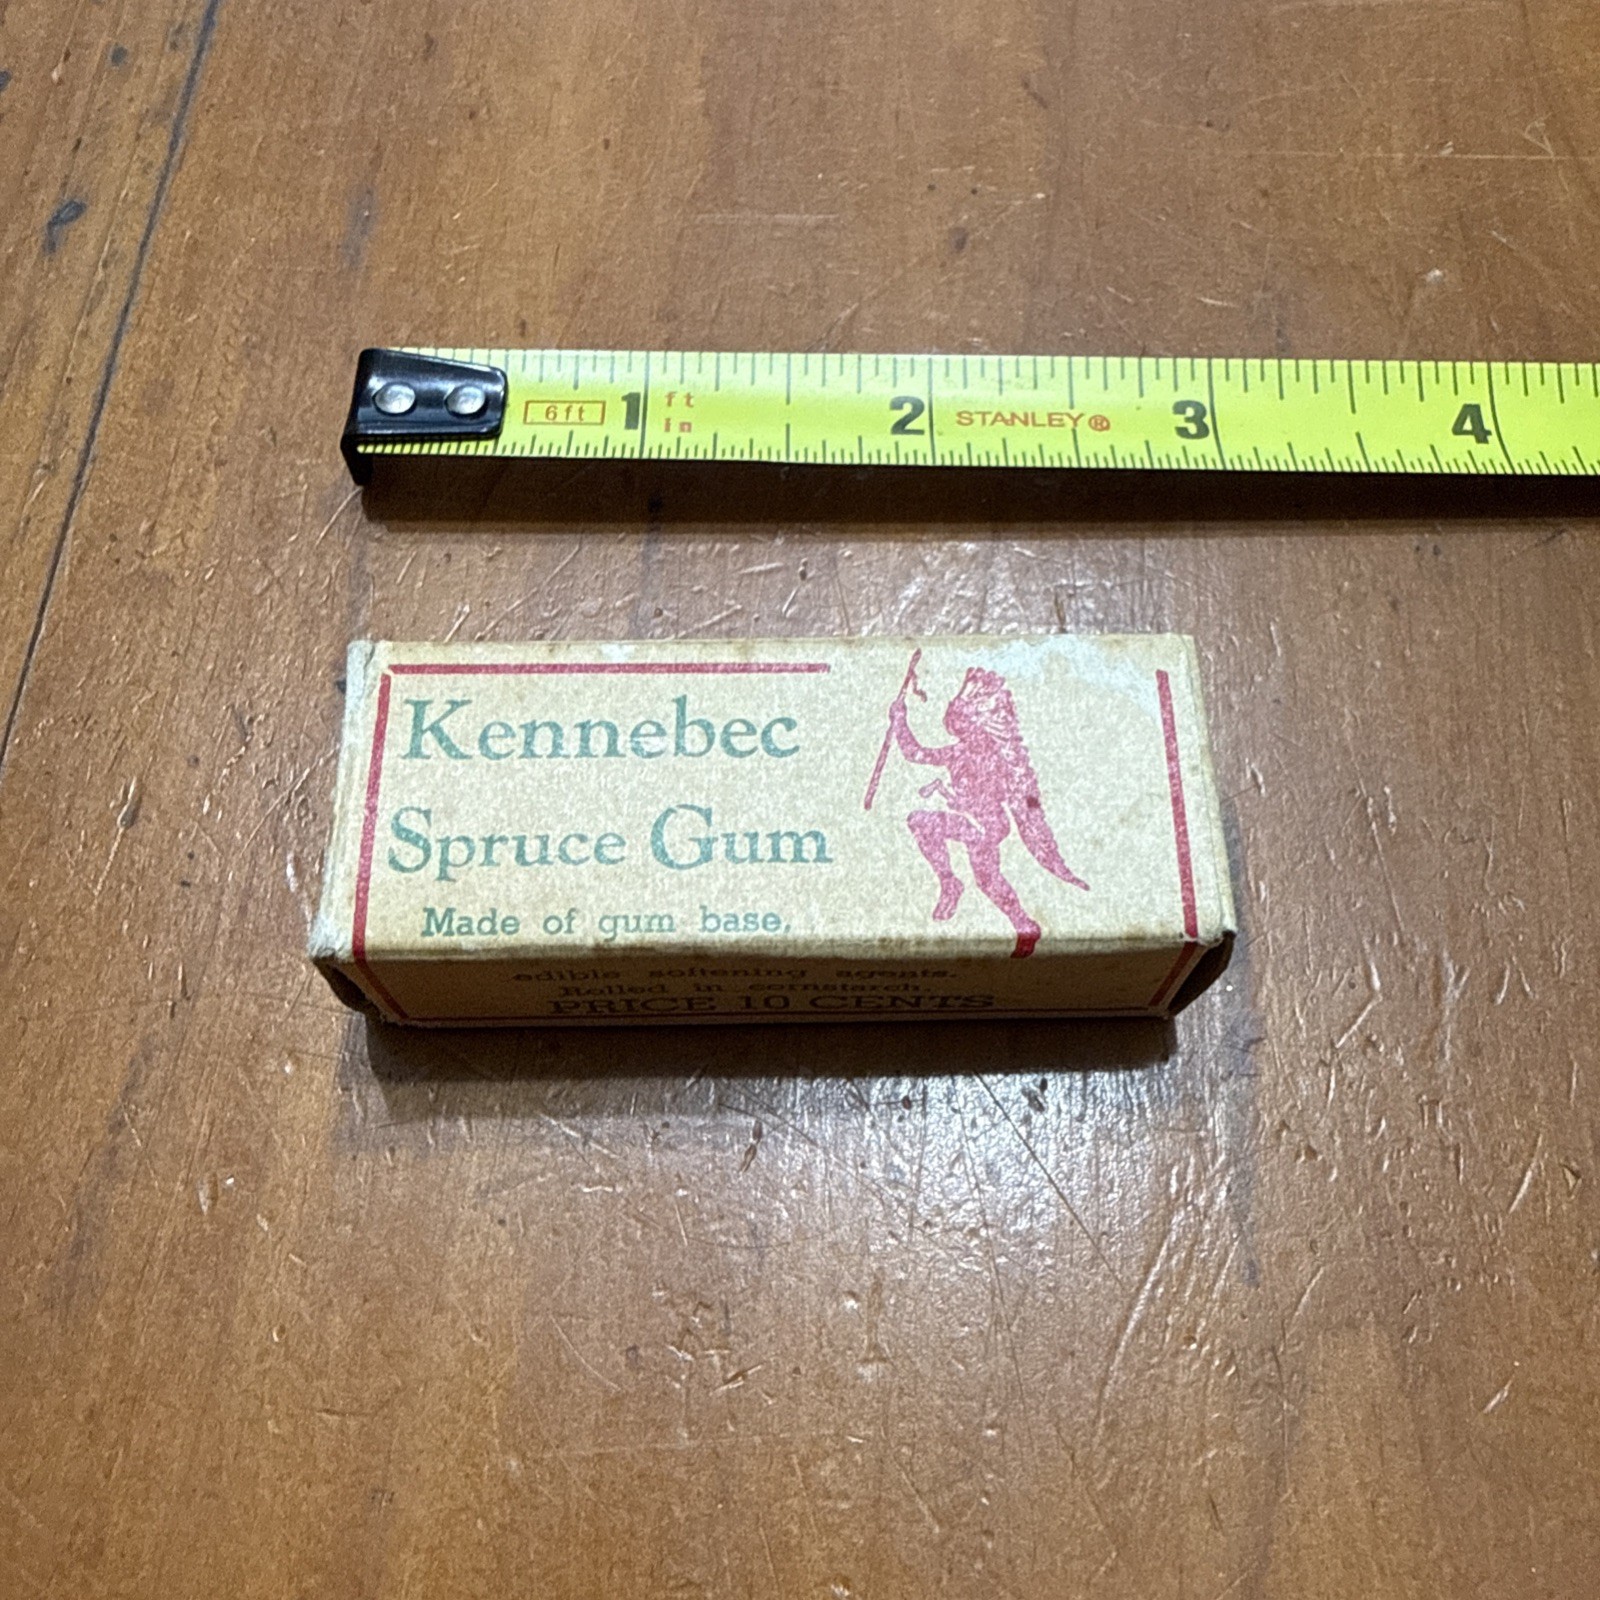 6ft 1 ft in 2 STANLEY® 3 4
Kennebec
Spruce Gum
Made of gum base,
edible softening agents.
Rolled in cornstarch.
PRICE 10 CENTS